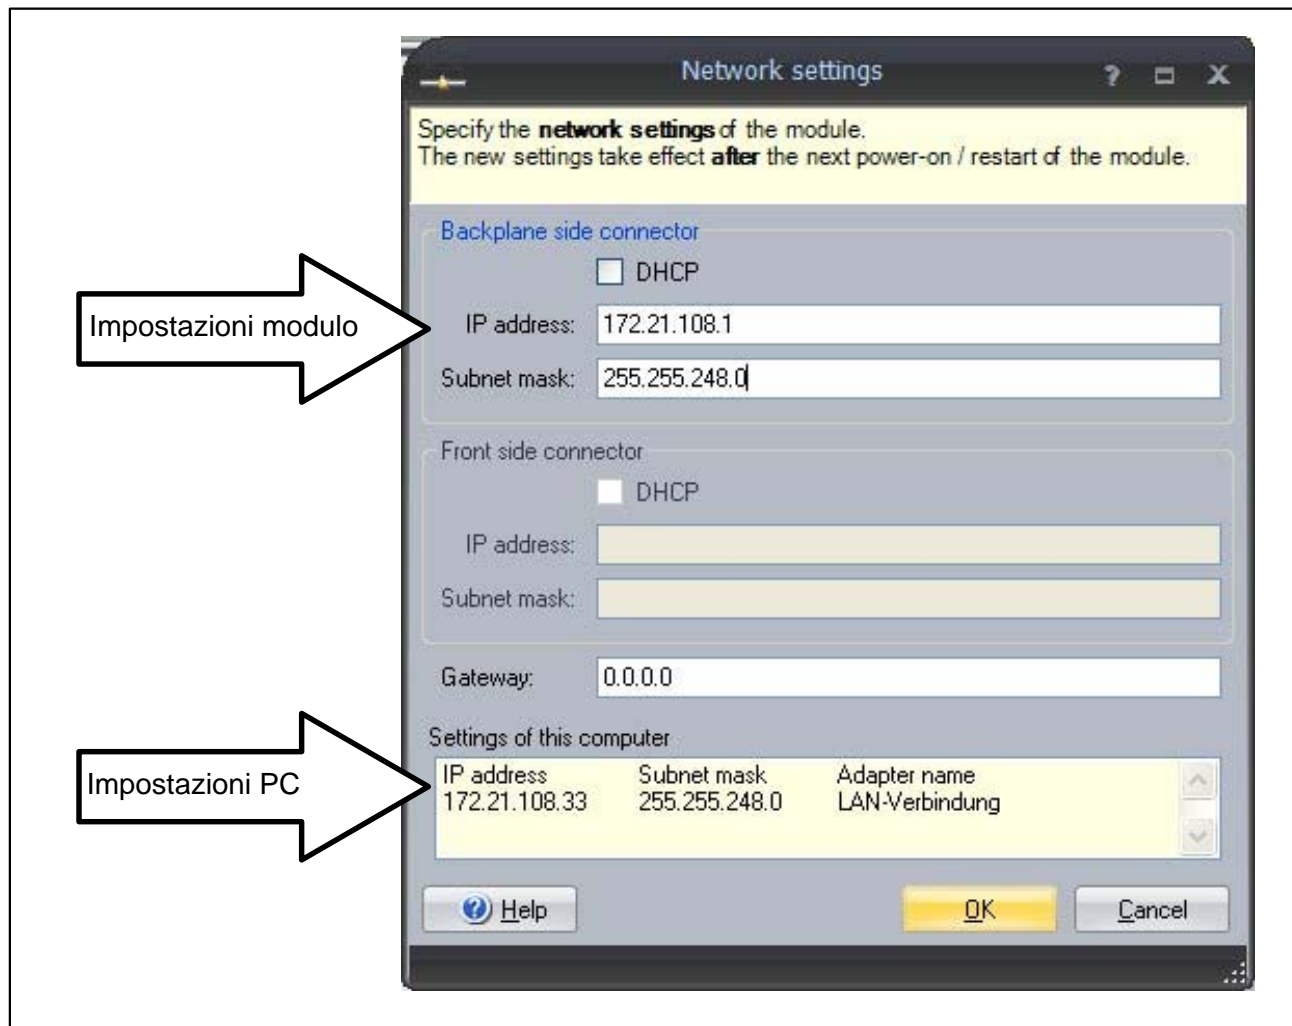 Network settings
Specify the network settings of the module.
The new settings take effect after the next power-on / restart of the module.
Backplane side connector
DHCP
Impostazioni modulo
IP address: 172.21.108.1
Subnet mask: 255.255.248.0
Front side connector
DHCP
IP address:
Subnet mask:
Gateway: 0.0.0.0
Settings of this computer
Impostazioni PC
IP address Subnet mask Adapter name
172.21.108.33 255.255.248.0 LAN-Verbindung
Help OK Cancel